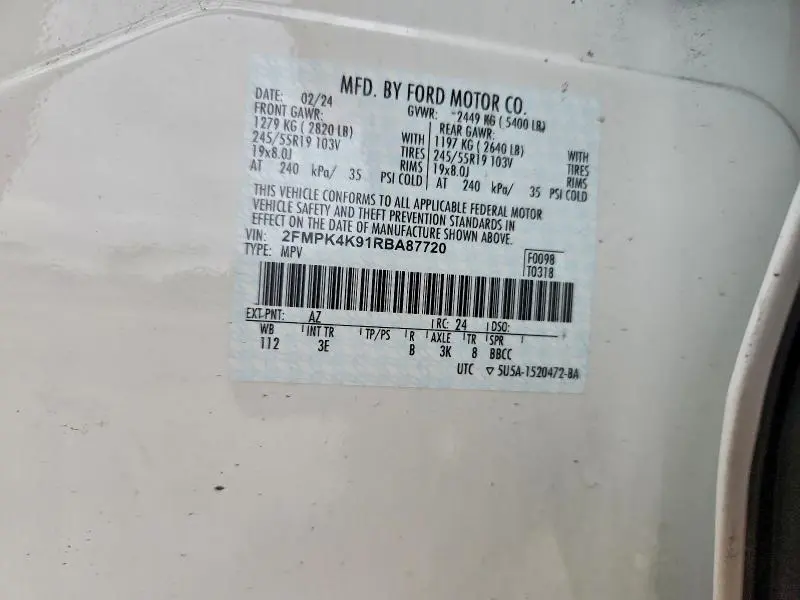 MFD. BY FORD MOTOR CO.
DATE: 02/24 GVWR: 2449 KG ( 5400 LB)
FRONT GAWR: REAR GAWR:
1279 KG ( 2820 LB) WITH 1197 KG ( 2640 LB) WITH
245/55R19 103V TIRES 245/55R19 103V TIRES
19x8.0J RIMS 19x8.0J RIMS
AT 240 kPa/ 35 PSI COLD AT 240 kPa/ 35 PSI COLD
THIS VEHICLE CONFORMS TO ALL APPLICABLE FEDERAL MOTOR
VEHICLE SAFETY AND THEFT PREVENTION STANDARDS IN
EFFECT ON THE DATE OF MANUFACTURE SHOWN ABOVE.
VIN: 2FMPK4K91RBA87720 F0098
TYPE: MPV T0318
EXT PNT: AZ RC: 24 DSO:
WB INT TR TP/PS R AXLE TR SPR
112 3E B 3K 8 BBCC
UTC ▽ 5U5A-1520472-BA